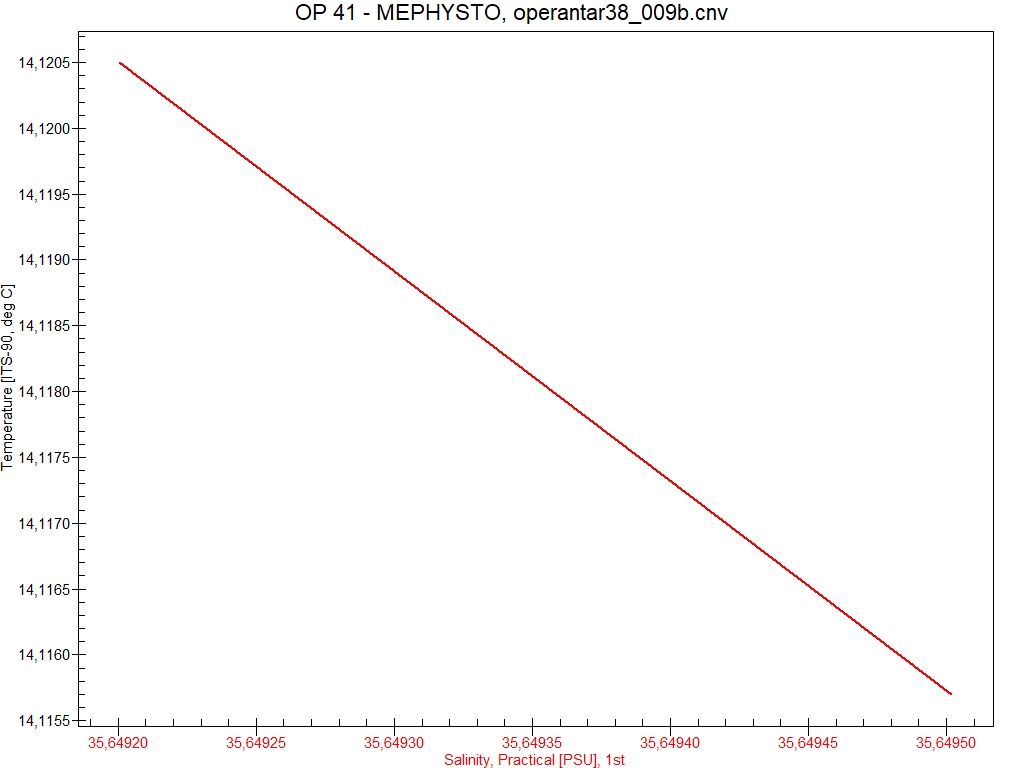 OP 41 - MEPHYSTO, operantar38_009b.cnv
Temperature [ITS-90, deg C]
14,1205
14,1200
14,1195
14,1190
14,1185
14,1180
14,1175
14,1170
14,1165
14,1160
14,1155
35,64920 35,64925 35,64930 35,64935 35,64940 35,64945 35,64950
Salinity, Practical [PSU], 1st